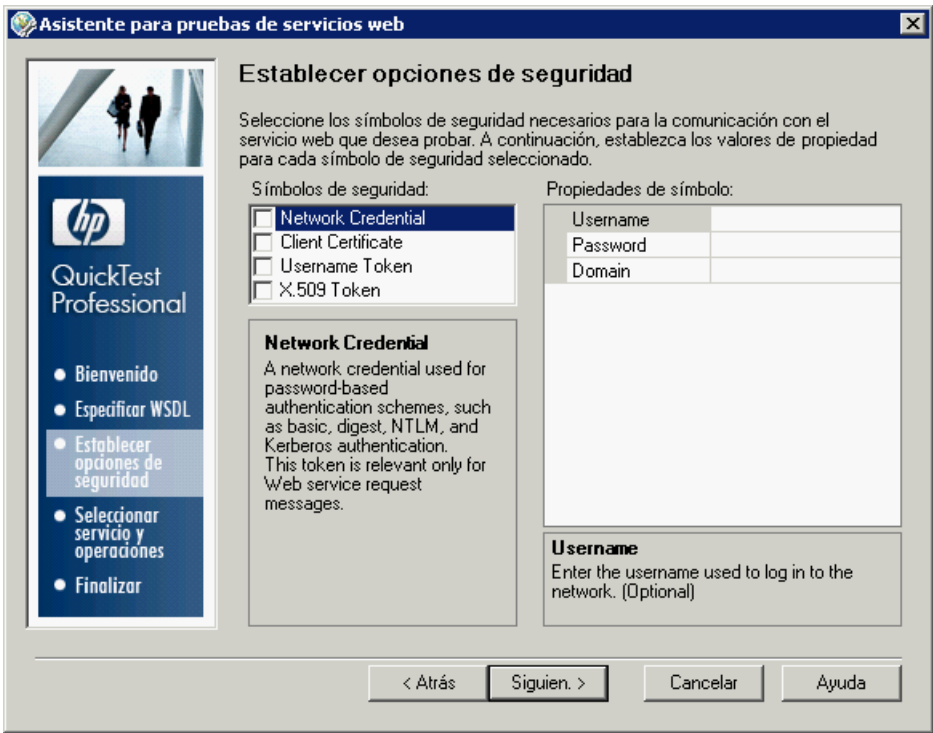 Asistente para pruebas de servicios web
Establecer opciones de seguridad
Seleccione los símbolos de seguridad necesarios para la comunicación con el
servicio web que desea probar. A continuación, establezca los valores de propiedad
para cada símbolo de seguridad seleccionado.
Símbolos de seguridad:
Network Credential
Client Certificate
Username Token
X.509 Token
Propiedades de símbolo:
Username
Password
Domain
Network Credential
A network credential used for
password-based
authentication schemes, such
as basic, digest, NTLM, and
Kerberos authentication.
This token is relevant only for
Web service request
messages.
Username
Enter the username used to log in to the
network. (Optional)
hp
QuickTest
Professional
Bienvenido
Especificar WSDL
Establecer
opciones de
seguridad
Seleccionar
servicio y
operaciones
Finalizar
< Atrás
Siguien. >
Cancelar
Ayuda